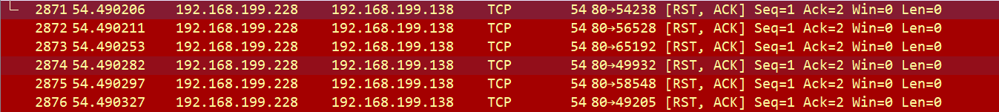 2871 54.490206 192.168.199.228 192.168.199.138 TCP 54 80→54238 [RST, ACK] Seq=1 Ack=2 Win=0 Len=0
2872 54.490211 192.168.199.228 192.168.199.138 TCP 54 80→56528 [RST, ACK] Seq=1 Ack=2 Win=0 Len=0
2873 54.490253 192.168.199.228 192.168.199.138 TCP 54 80→65192 [RST, ACK] Seq=1 Ack=2 Win=0 Len=0
2874 54.490282 192.168.199.228 192.168.199.138 TCP 54 80→49932 [RST, ACK] Seq=1 Ack=2 Win=0 Len=0
2875 54.490297 192.168.199.228 192.168.199.138 TCP 54 80→58548 [RST, ACK] Seq=1 Ack=2 Win=0 Len=0
2876 54.490327 192.168.199.228 192.168.199.138 TCP 54 80→49205 [RST, ACK] Seq=1 Ack=2 Win=0 Len=0